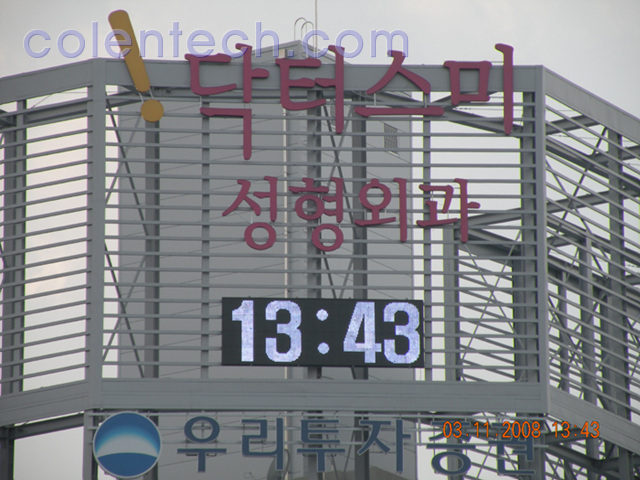 colentech.com
닥터스미
성형외과
13:43
우리투자증권
03.11.2008 13:43